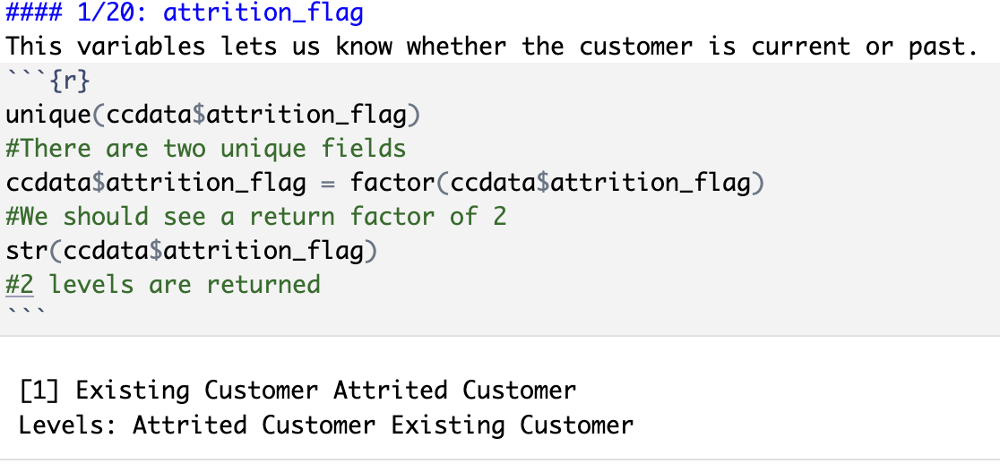 #### 1/20: attrition_flag
This variables lets us know whether the customer is current or past.
```{r}
unique(ccdata$attrition_flag)
#There are two unique fields
ccdata$attrition_flag = factor(ccdata$attrition_flag)
#We should see a return factor of 2
str(ccdata$attrition_flag)
#2 levels are returned
```
[1] Existing Customer Attrited Customer
Levels: Attrited Customer Existing Customer